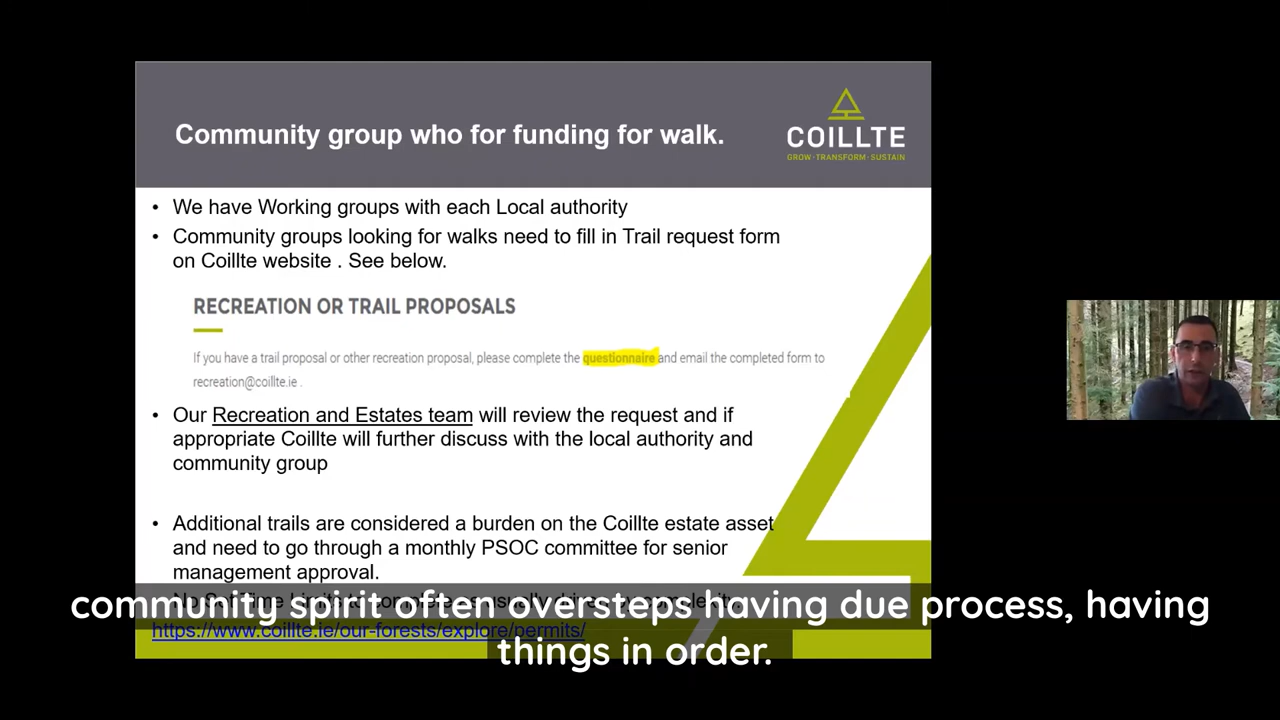 Community group who for funding for walk.
COILLTE
GROW·TRANSFORM·SUSTAIN
• We have Working groups with each Local authority
• Community groups looking for walks need to fill in Trail request form
on Coillte website . See below.
RECREATION OR TRAIL PROPOSALS
If you have a trail proposal or other recreation proposal, please complete the questionnaire and email the completed form to
recreation@coillte.ie .
• Our Recreation and Estates team will review the request and if
appropriate Coillte will further discuss with the local authority and
community group
• Additional trails are considered a burden on the Coillte estate asset
and need to go through a monthly PSOC committee for senior
management approval.
https://www.coillte.ie/our-forests/explore/permits/
community spirit often oversteps having due process, having
things in order.